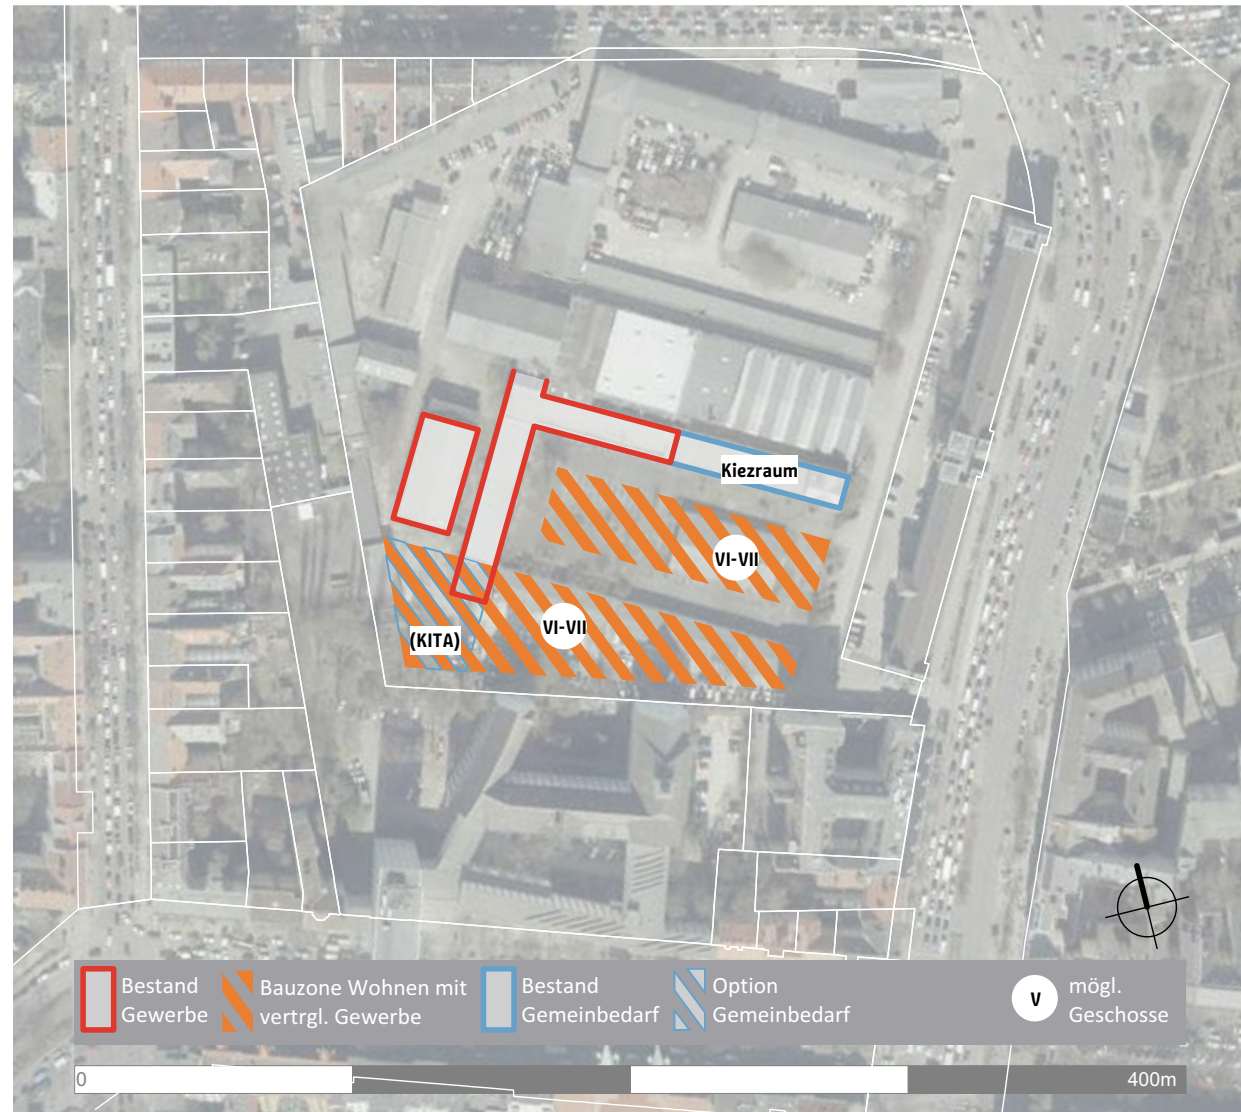 Kiezraum
VI-VII
VI-VII
(KITA)
Bestand
Gewerbe
Bauzone Wohnen mit
vertrgl. Gewerbe
Bestand
Gemeinbedarf
Option
Gemeinbedarf
V
mögl.
Geschosse
0
400m